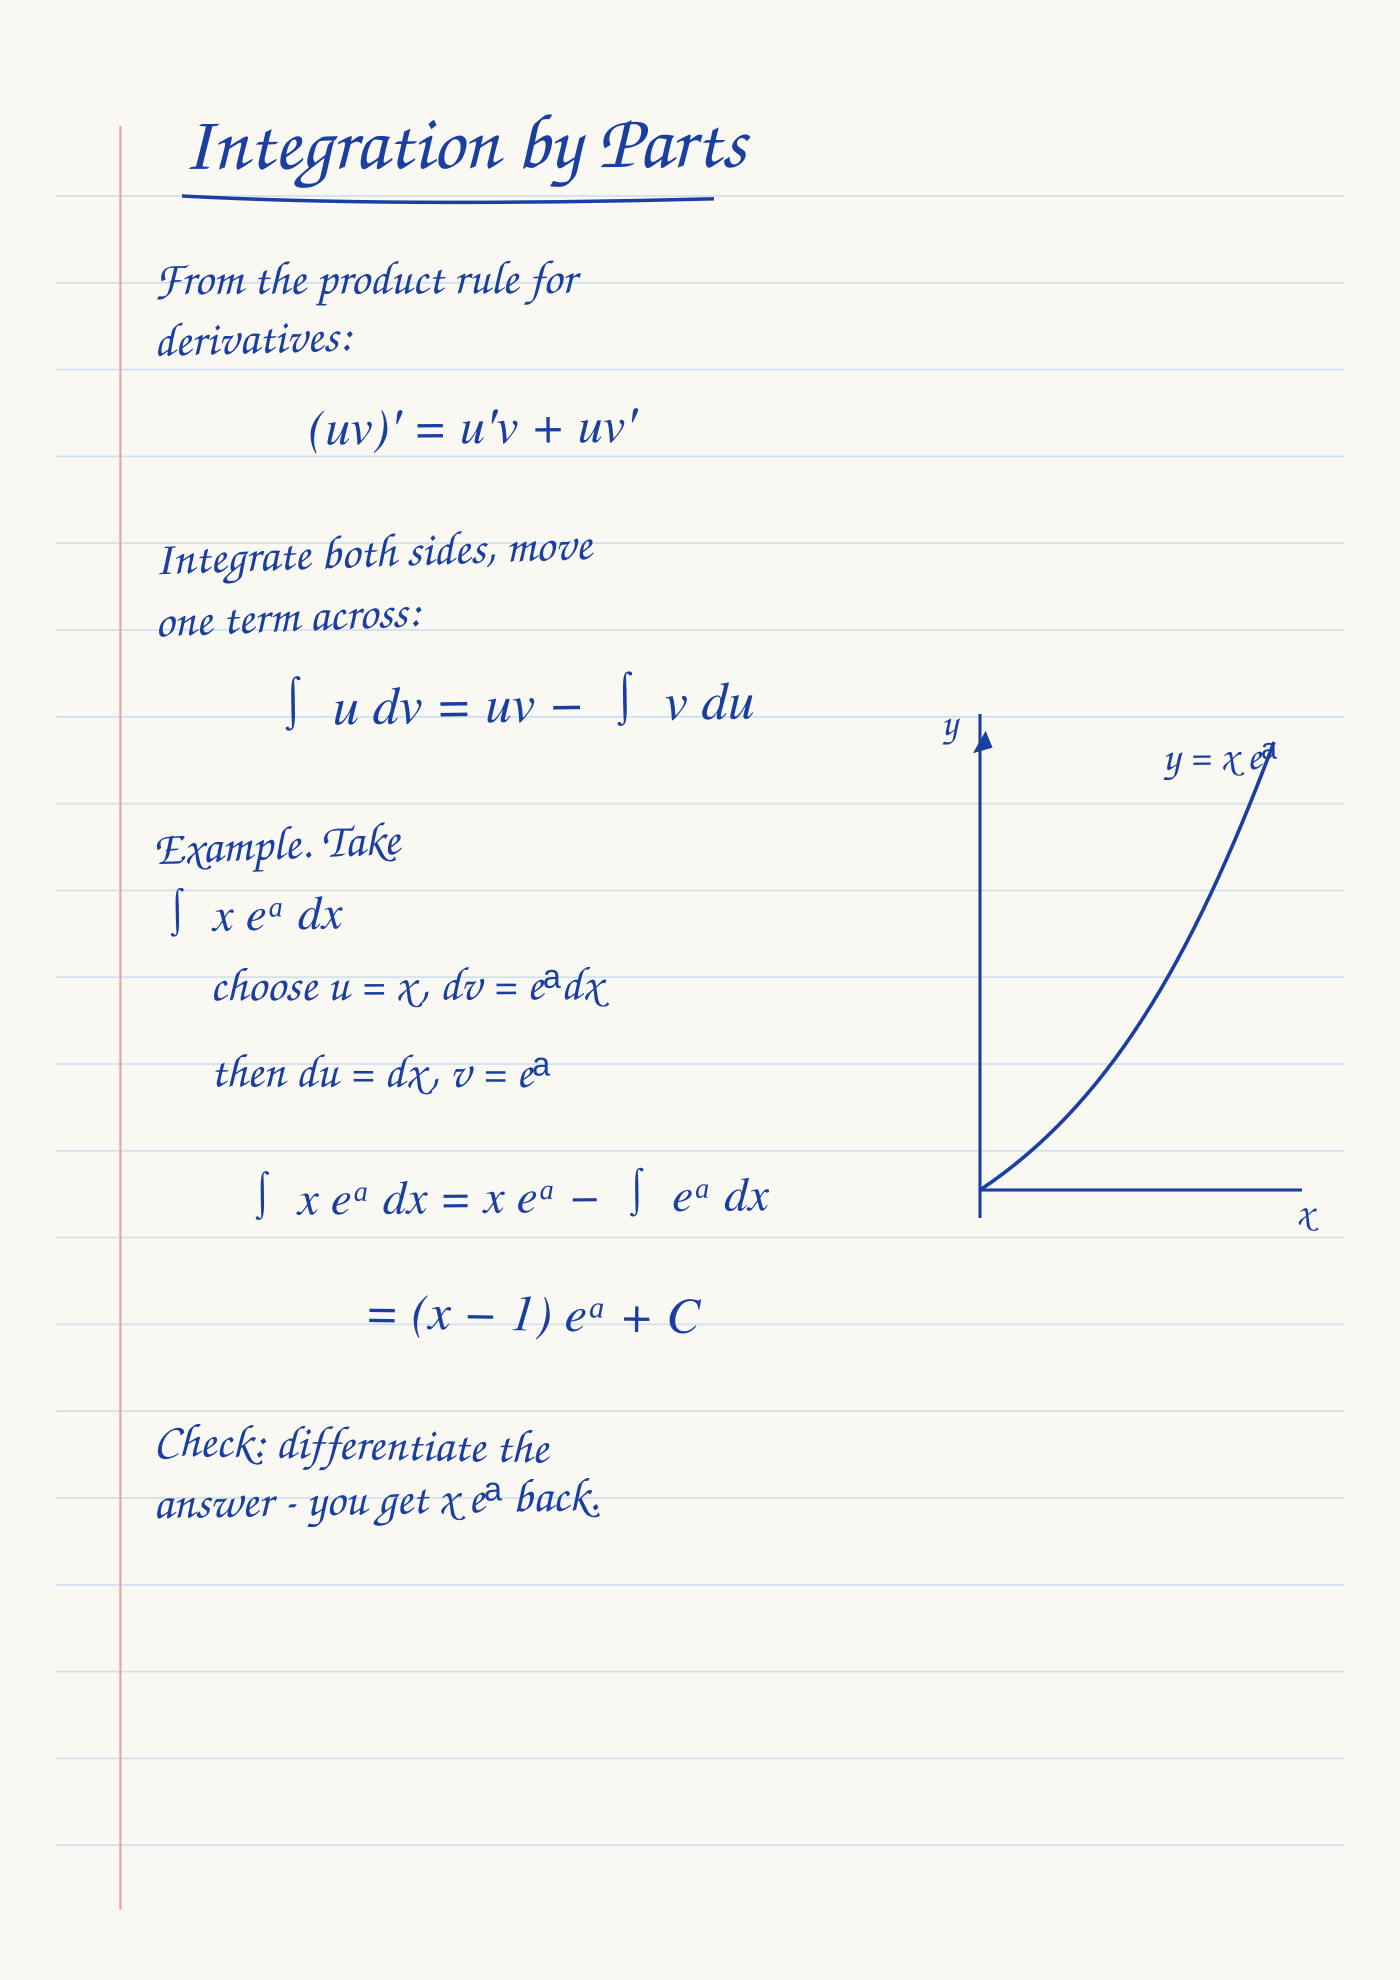 Integration by Parts
From the product rule for
derivatives:
(uv)' = u'v + uv'
Integrate both sides, move
one term across:
∫ u dv = uv − ∫ v du
Example. Take
∫ x eᵃ dx
choose u = x, dv = eᵃdx
then du = dx, v = eᵃ
∫ x eᵃ dx = x eᵃ − ∫ eᵃ dx
= (x − 1) eᵃ + C
Check: differentiate the
answer - you get x eᵃ back.
y
y = x eᵃ
x